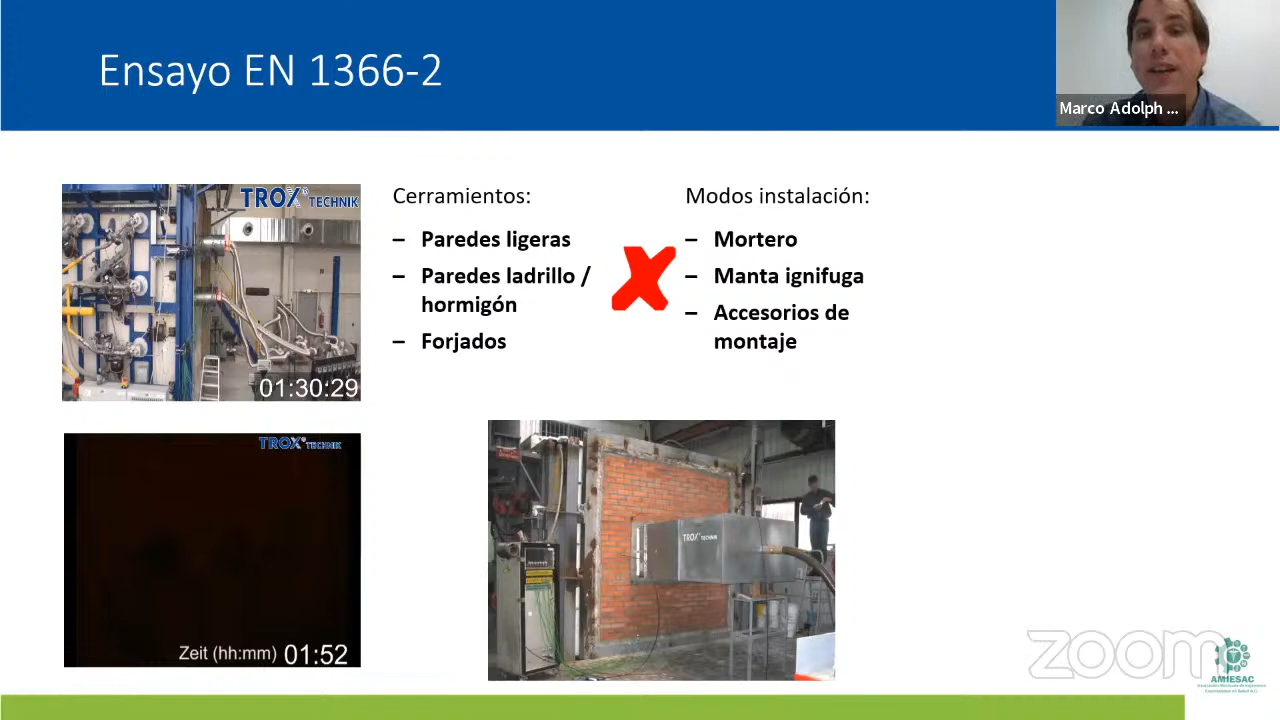 Ensayo EN 1366-2
Marco Adolph ...
TROX® TECHNIK
01:30:29
Cerramientos:
– Paredes ligeras
– Paredes ladrillo /
hormigón
– Forjados
Modos instalación:
– Mortero
– Manta ignifuga
– Accesorios de
montaje
TROX® TECHNIK
Zeit (hh:mm) 01:52
TROX® TECHNIK
zoom
AMIESAC